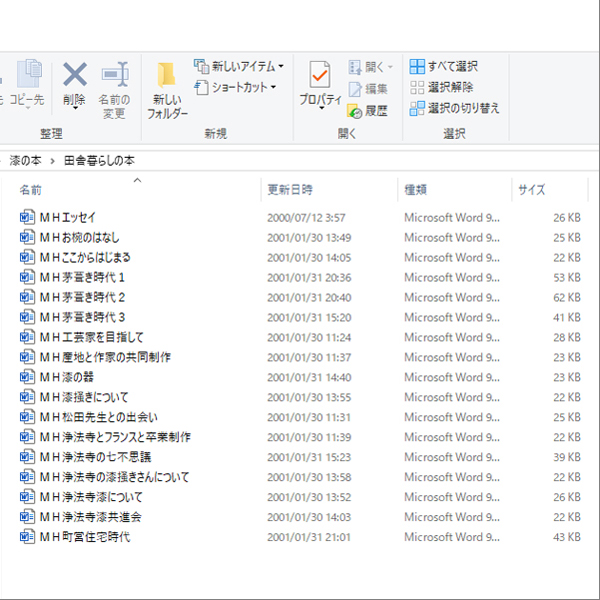 コピー先
削除
名前の
変更
新しい
フォルダー
新しいアイテム
ショートカット
プロパティ
開く
編集
履歴
すべて選択
選択解除
選択の切り替え
整理
新規
開く
選択
漆の本 › 田舎暮らしの本
名前 更新日時 種類 サイズ
ＭＨエッセイ 2000/07/12 3:57 Microsoft Word 9... 26 KB
ＭＨお椀のはなし 2001/01/30 13:49 Microsoft Word 9... 25 KB
ＭＨここからはじまる 2001/01/30 14:05 Microsoft Word 9... 22 KB
ＭＨ茅葺き時代１ 2001/01/31 20:36 Microsoft Word 9... 53 KB
ＭＨ茅葺き時代２ 2001/01/31 20:40 Microsoft Word 9... 62 KB
ＭＨ茅葺き時代３ 2001/01/31 15:20 Microsoft Word 9... 41 KB
ＭＨ工芸家を目指して 2001/01/30 11:24 Microsoft Word 9... 28 KB
ＭＨ産地と作家の共同制作 2001/01/30 11:37 Microsoft Word 9... 23 KB
ＭＨ漆の器 2001/01/31 14:40 Microsoft Word 9... 23 KB
ＭＨ漆掻きについて 2001/01/30 13:55 Microsoft Word 9... 22 KB
ＭＨ松田先生との出会い 2001/01/30 11:31 Microsoft Word 9... 25 KB
ＭＨ浄法寺とフランスと卒業制作 2001/01/30 11:39 Microsoft Word 9... 22 KB
ＭＨ浄法寺の七不思議 2001/01/31 15:23 Microsoft Word 9... 39 KB
ＭＨ浄法寺の漆掻きさんについて 2001/01/30 13:58 Microsoft Word 9... 22 KB
ＭＨ浄法寺漆について 2001/01/30 13:52 Microsoft Word 9... 26 KB
ＭＨ浄法寺漆共進会 2001/01/30 14:03 Microsoft Word 9... 22 KB
ＭＨ町営住宅時代 2001/01/31 21:01 Microsoft Word 9... 43 KB